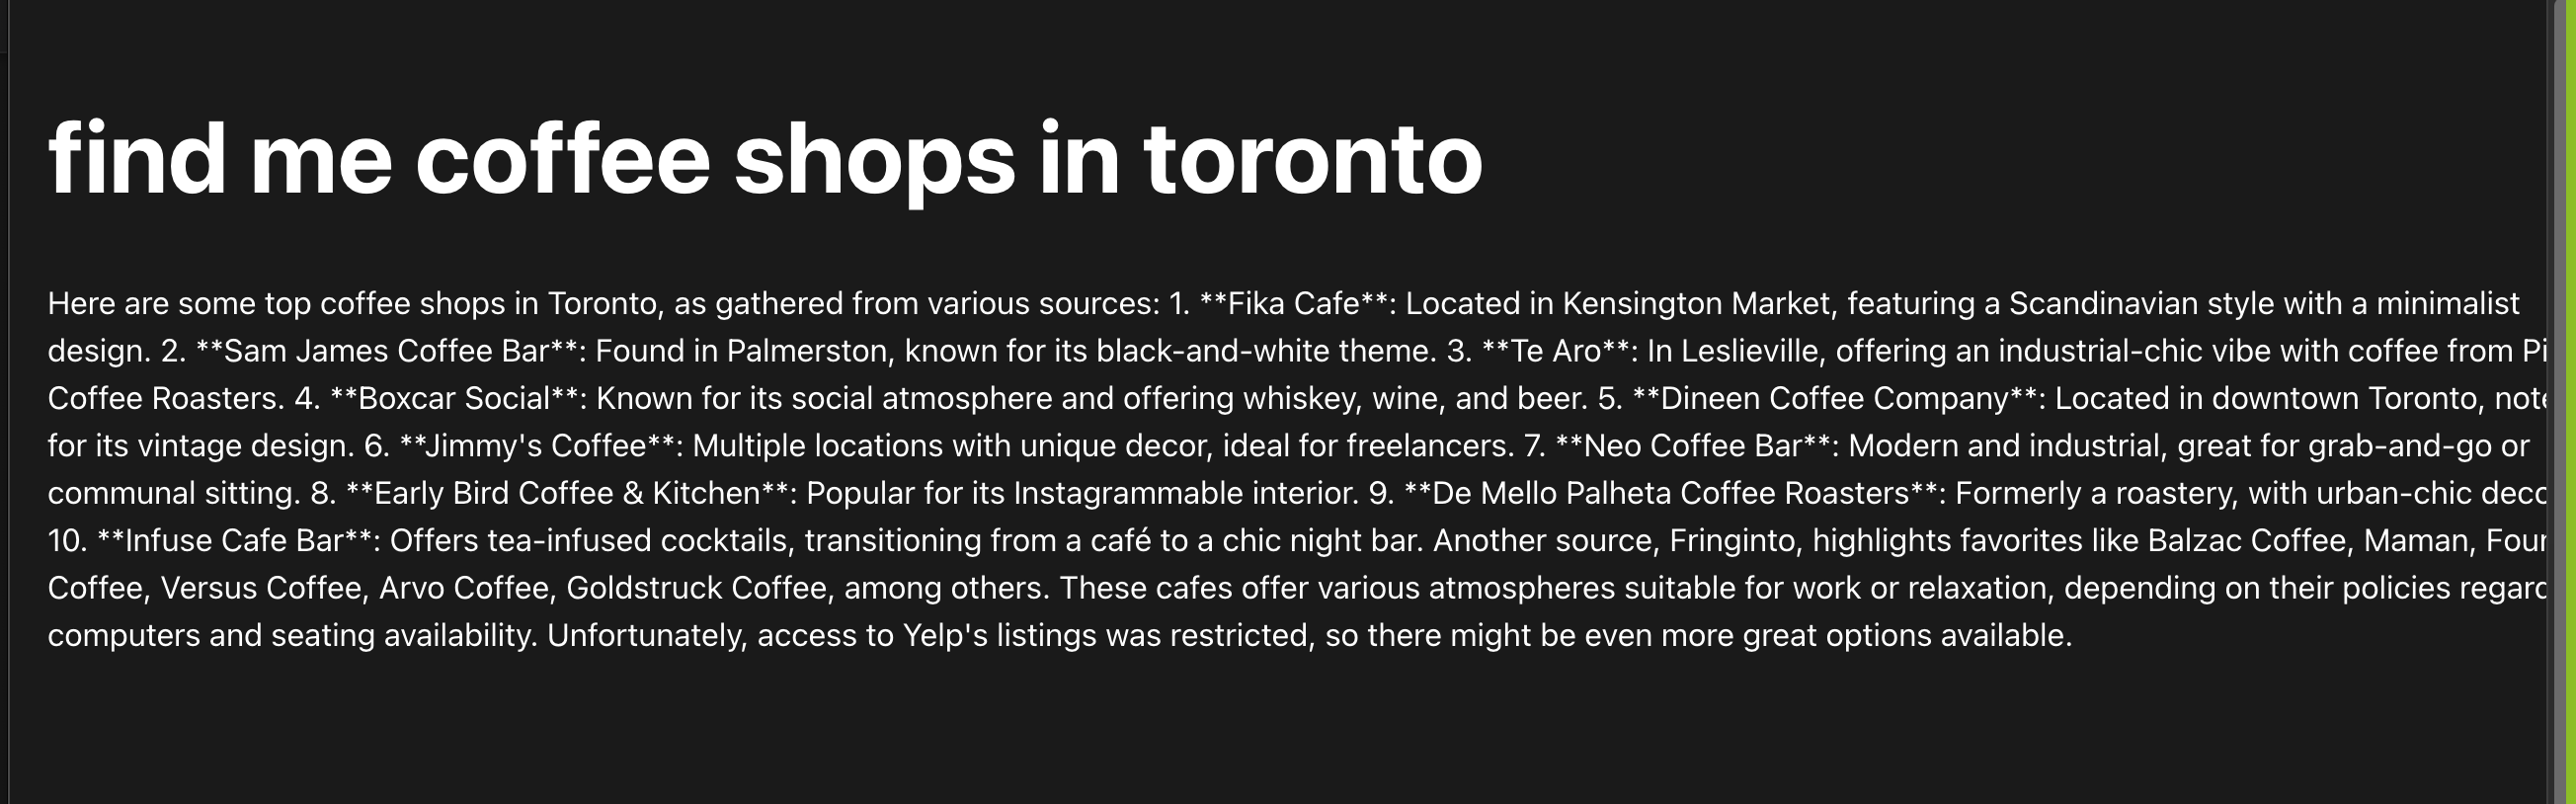 find me coffee shops in toronto
Here are some top coffee shops in Toronto, as gathered from various sources: 1. **Fika Cafe**: Located in Kensington Market, featuring a Scandinavian style with a minimalist
design. 2. **Sam James Coffee Bar**: Found in Palmerston, known for its black-and-white theme. 3. **Te Aro**: In Leslieville, offering an industrial-chic vibe with coffee from
Coffee Roasters. 4. **Boxcar Social**: Known for its social atmosphere and offering whiskey, wine, and beer. 5. **Dineen Coffee Company**: Located in downtown Toronto,
for its vintage design. 6. **Jimmy's Coffee**: Multiple locations with unique decor, ideal for freelancers. 7. **Neo Coffee Bar**: Modern and industrial, great for grab-and-go or
communal sitting. 8. **Early Bird Coffee & Kitchen**: Popular for its Instagrammable interior. 9. **De Mello Palheta Coffee Roasters**: Formerly a roastery, with urban-chic
10. **Infuse Cafe Bar**: Offers tea-infused cocktails, transitioning from a café to a chic night bar. Another source, Fringinto, highlights favorites like Balzac Coffee, Maman,
Coffee, Versus Coffee, Arvo Coffee, Goldstruck Coffee, among others. These cafes offer various atmospheres suitable for work or relaxation, depending on their policies
computers and seating availability. Unfortunately, access to Yelp's listings was restricted, so there might be even more great options available.